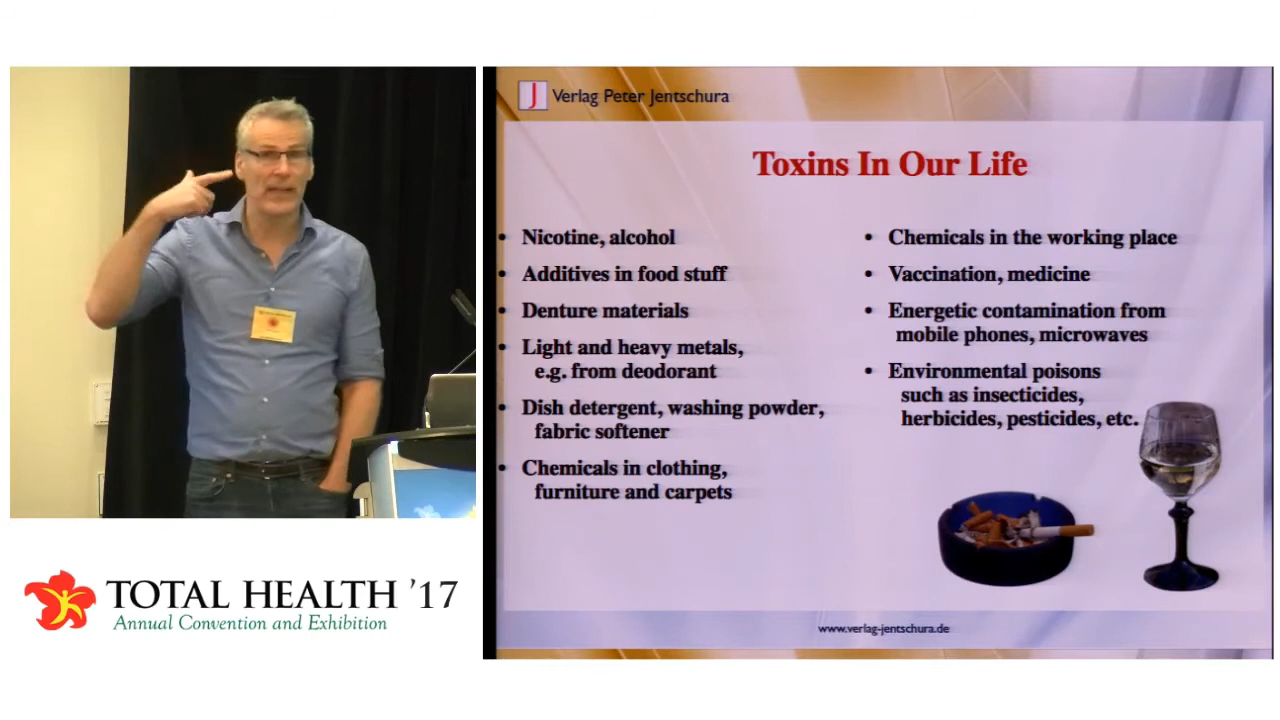 J Verlag Peter Jentschura
Toxins In Our Life
• Nicotine, alcohol
• Additives in food stuff
• Denture materials
• Light and heavy metals,
e.g. from deodorant
• Dish detergent, washing powder,
fabric softener
• Chemicals in clothing,
furniture and carpets
• Chemicals in the working place
• Vaccination, medicine
• Energetic contamination from
mobile phones, microwaves
• Environmental poisons
such as insecticides,
herbicides, pesticides, etc.
www.verlag-jentschura.de
TOTAL HEALTH ’17
Annual Convention and Exhibition